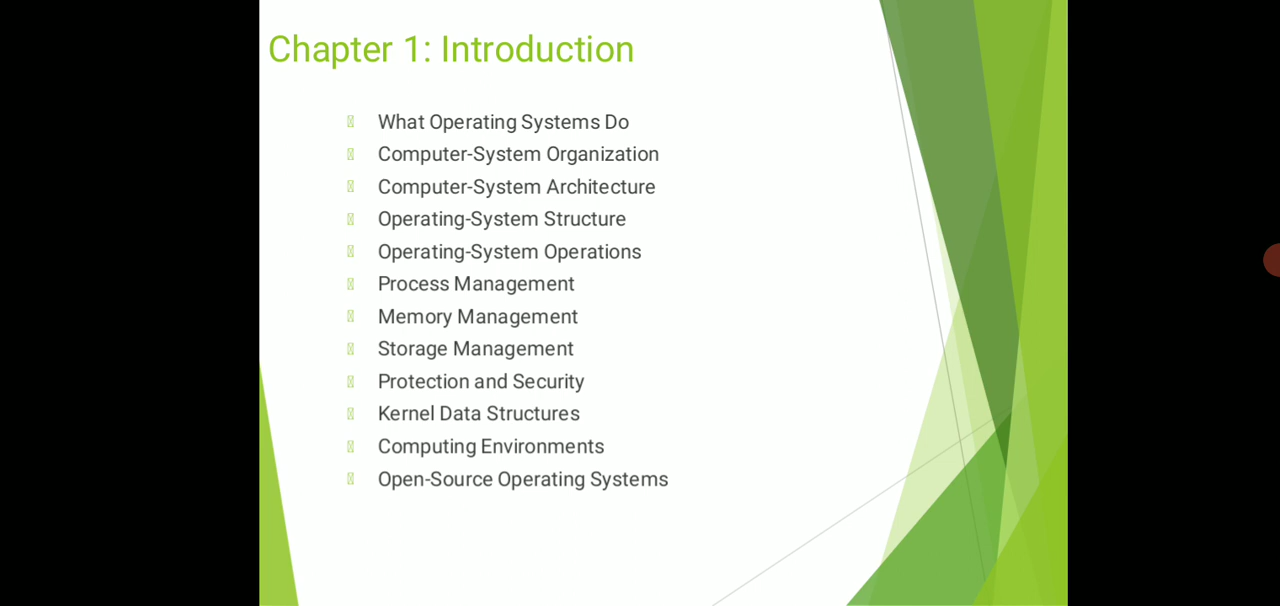 Chapter 1: Introduction
What Operating Systems Do
Computer-System Organization
Computer-System Architecture
Operating-System Structure
Operating-System Operations
Process Management
Memory Management
Storage Management
Protection and Security
Kernel Data Structures
Computing Environments
Open-Source Operating Systems